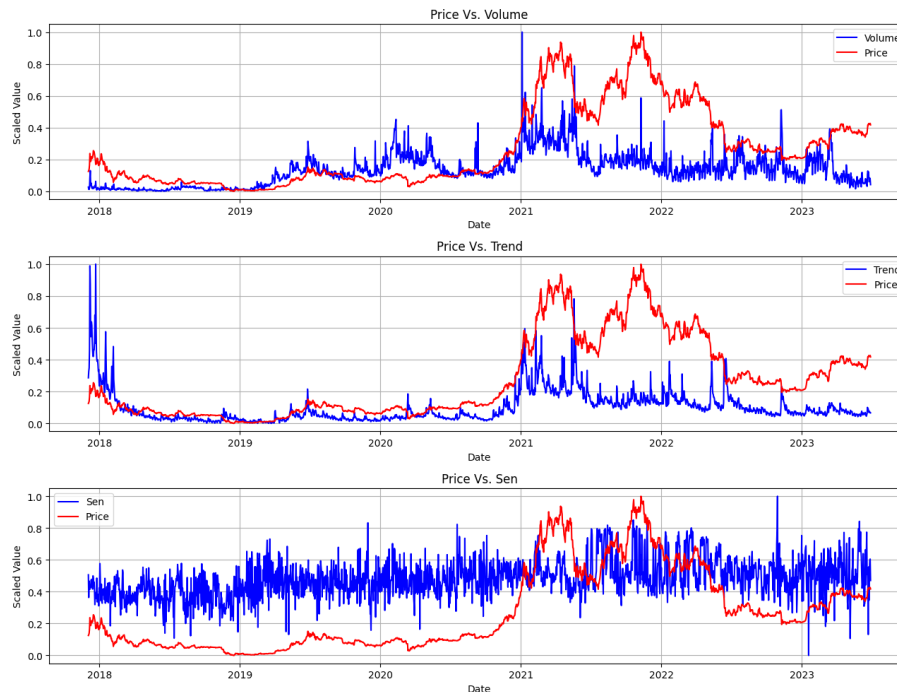 Price Vs. Volume
Scaled Value
1.0
0.8
0.6
0.4
0.2
0.0
Volume
Price
2018 2019 2020 2021 2022 2023
Date
Price Vs. Trend
Scaled Value
1.0
0.8
0.6
0.4
0.2
0.0
Trend
Price
2018 2019 2020 2021 2022 2023
Date
Price Vs. Sen
Scaled Value
1.0
0.8
0.6
0.4
0.2
0.0
Sen
Price
2018 2019 2020 2021 2022 2023
Date